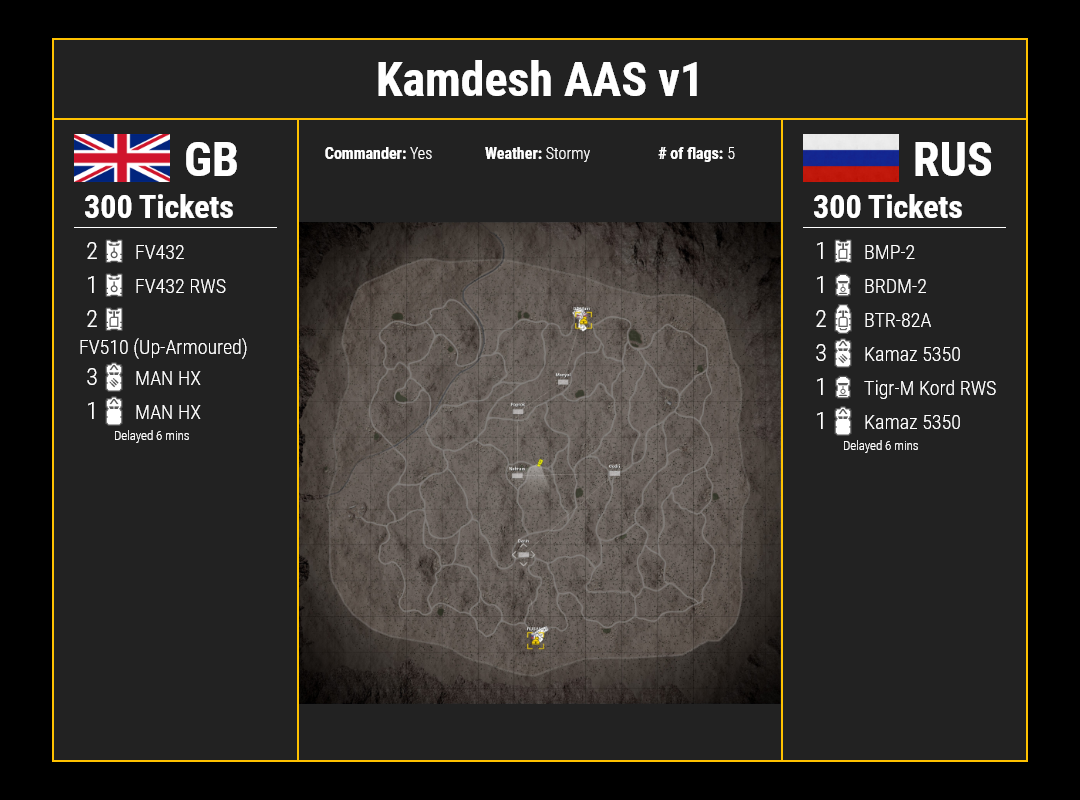 Kamdesh AAS v1
GB
300 Tickets
2 FV432
1 FV432 RWS
2
FV510 (Up-Armoured)
3 MAN HX
1 MAN HX
Delayed 6 mins
Commander: Yes Weather: Stormy # of flags: 5
RUS
300 Tickets
1 BMP-2
1 BRDM-2
2 BTR-82A
3 Kamaz 5350
1 Tigr-M Kord RWS
1 Kamaz 5350
Delayed 6 mins